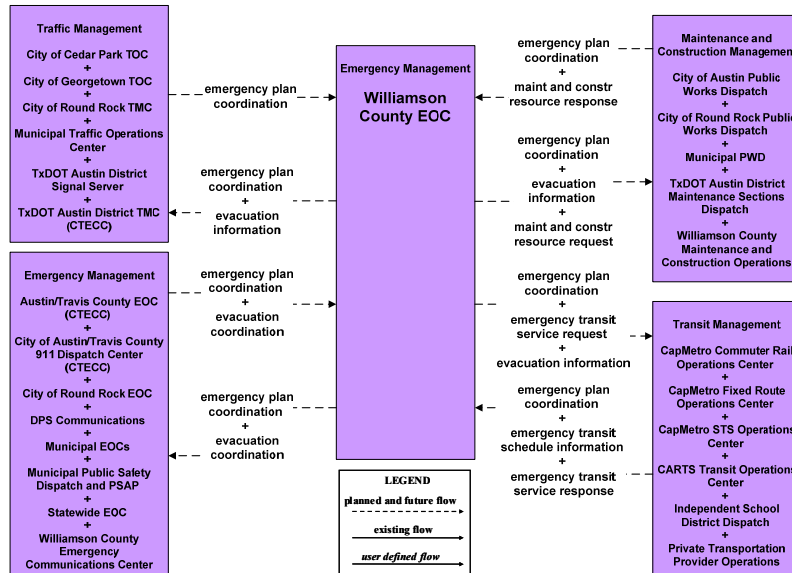 Traffic Management
City of Cedar Park TOC
+
City of Georgetown TOC
+
City of Round Rock TMC
+
Municipal Traffic Operations
Center
+
TxDOT Austin District
Signal Server
+
TxDOT Austin District TMC
(CTECC)
emergency plan
coordination
emergency plan
coordination
+
evacuation
information
Emergency Management
Austin/Travis County EOC
(CTECC)
+
City of Austin/Travis County
911 Dispatch Center
(CTECC)
+
City of Round Rock EOC
+
DPS Communications
+
Municipal EOCs
+
Municipal Public Safety
Dispatch and PSAP
+
Statewide EOC
+
Williamson County
Emergency
Communications Center
emergency plan
coordination
+
evacuation
coordination
emergency plan
coordination
+
evacuation
coordination
Emergency Management
Williamson
County EOC
emergency plan
coordination
+
maint and constr
resource response
emergency plan
coordination
+
evacuation
information
+
maint and constr
resource request
emergency plan
coordination
+
emergency transit
service request
+
evacuation information
emergency plan
coordination
+
emergency transit
schedule information
+
emergency transit
service response
Maintenance and
Construction Management
City of Austin Public
Works Dispatch
+
City of Round Rock Public
Works Dispatch
+
Municipal PWD
+
TxDOT Austin District
Maintenance Sections
Dispatch
+
Williamson County
Maintenance and
Construction Operations
Transit Management
CapMetro Commuter Rail
Operations Center
+
CapMetro Fixed Route
Operations Center
+
CapMetro STS Operations
Center
+
CARTS Transit Operations
Center
+
Independent School
District Dispatch
+
Private Transportation
Provider Operations
LEGEND
planned and future flow
existing flow
user defined flow